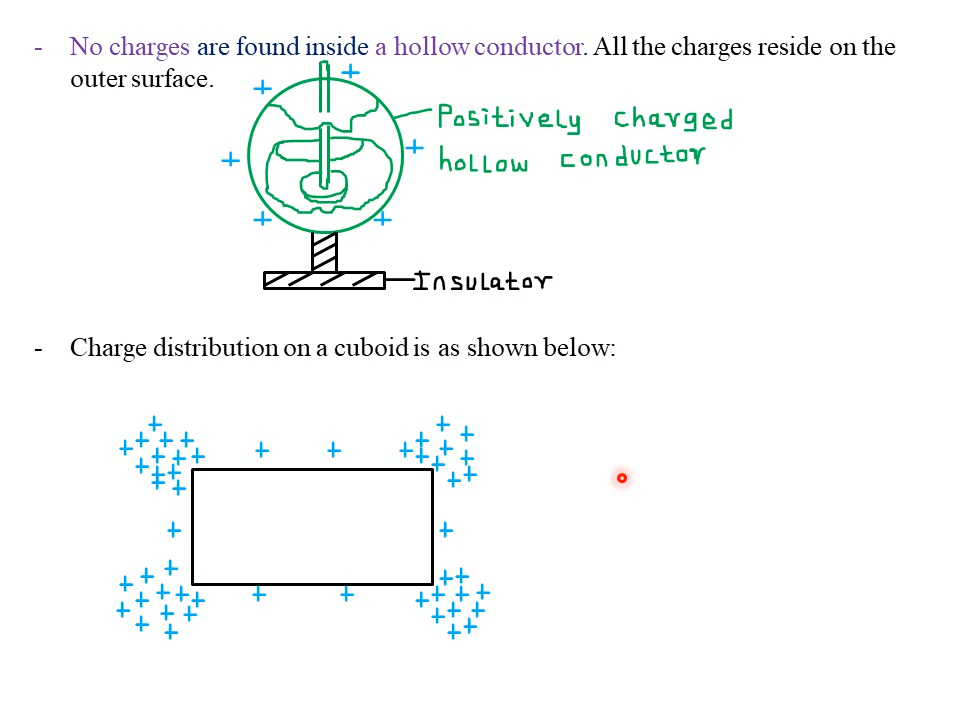 - No charges are found inside a hollow conductor. All the charges reside on the
outer surface.
Positively charged
hollow conductor
Insulator
- Charge distribution on a cuboid is as shown below: